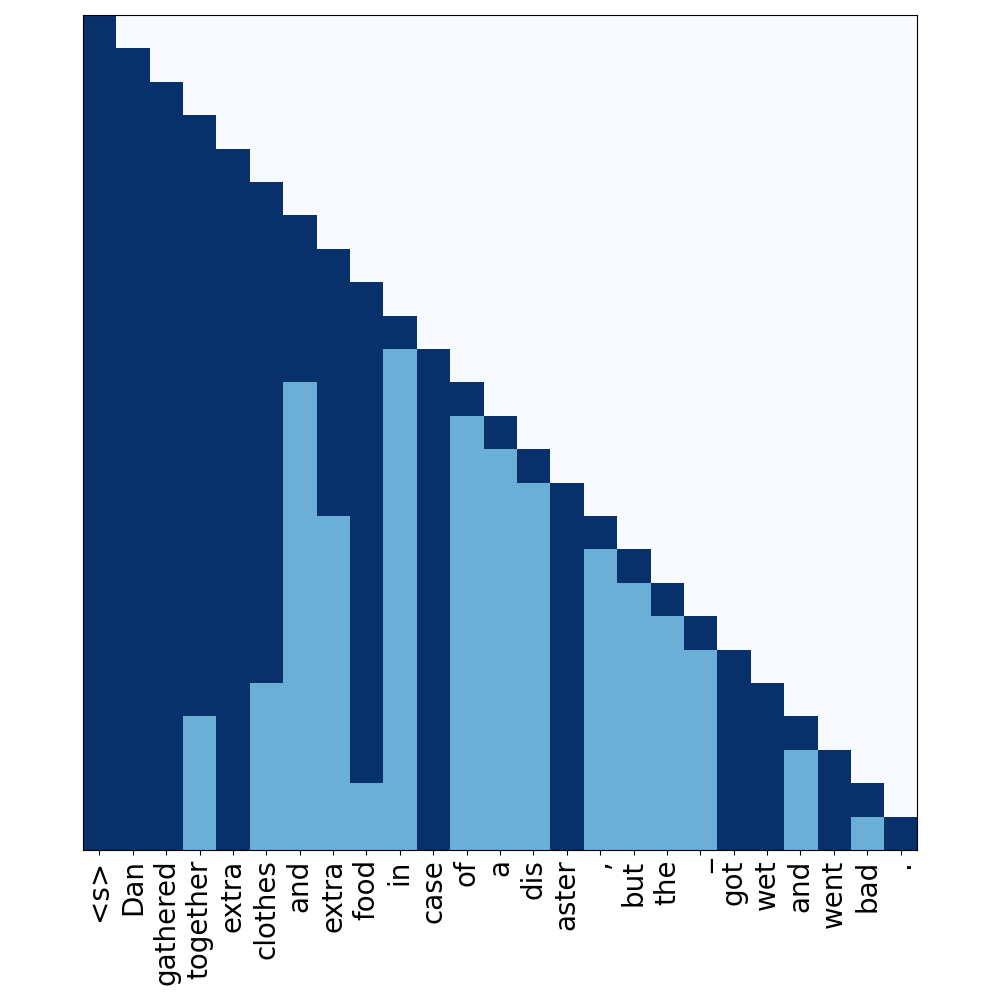 <s> Dan gathered together extra clothes and extra food in case of a dis aster , but the _ got wet and went bad .